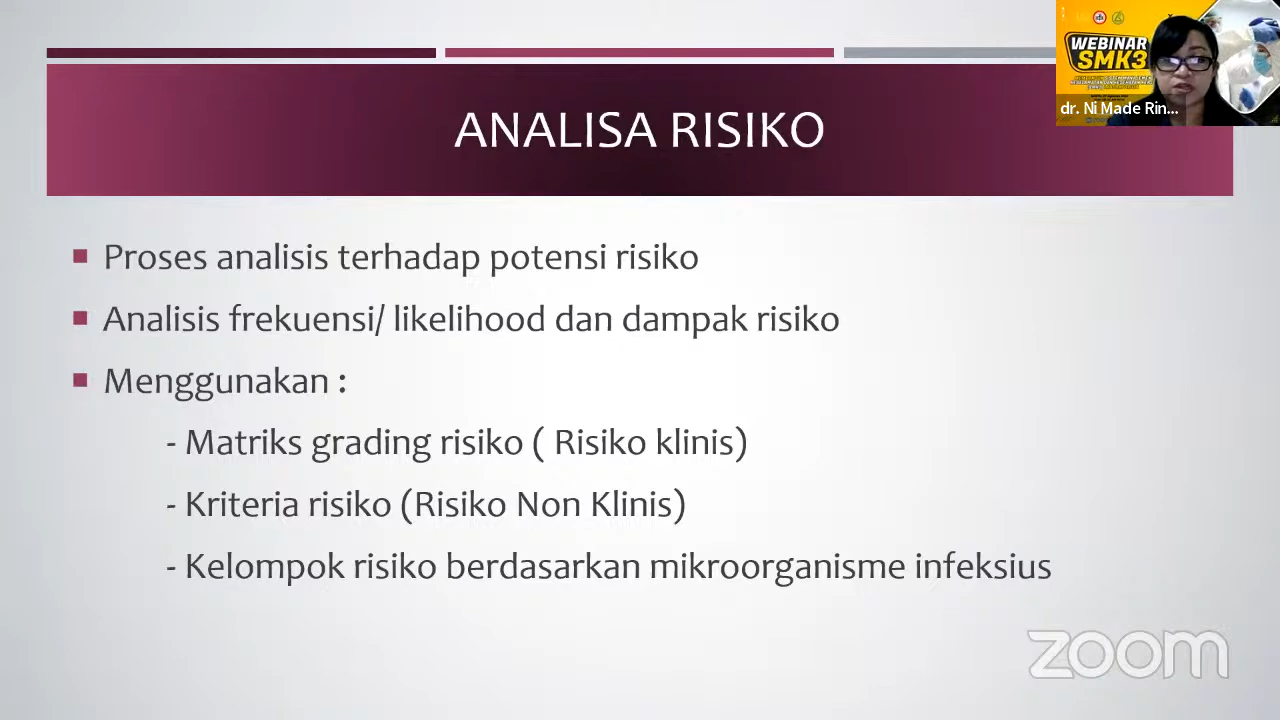 WEBINAR
SMK3
dr. Ni Made Rin...
ANALISA RISIKO
▪ Proses analisis terhadap potensi risiko
▪ Analisis frekuensi/ likelihood dan dampak risiko
▪ Menggunakan :
- Matriks grading risiko ( Risiko klinis)
- Kriteria risiko (Risiko Non Klinis)
- Kelompok risiko berdasarkan mikroorganisme infeksius
zoom